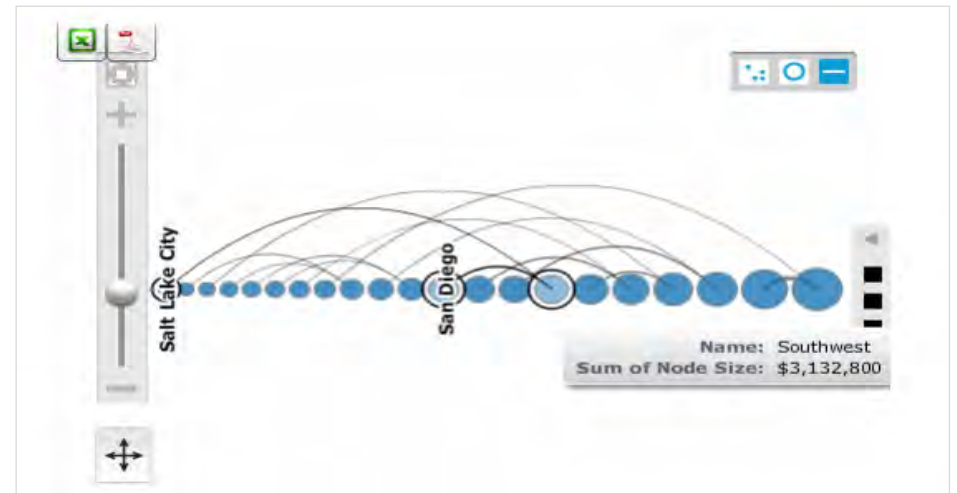 Salt Lake City
San Diego
Name: Southwest
Sum of Node Size: $3,132,800